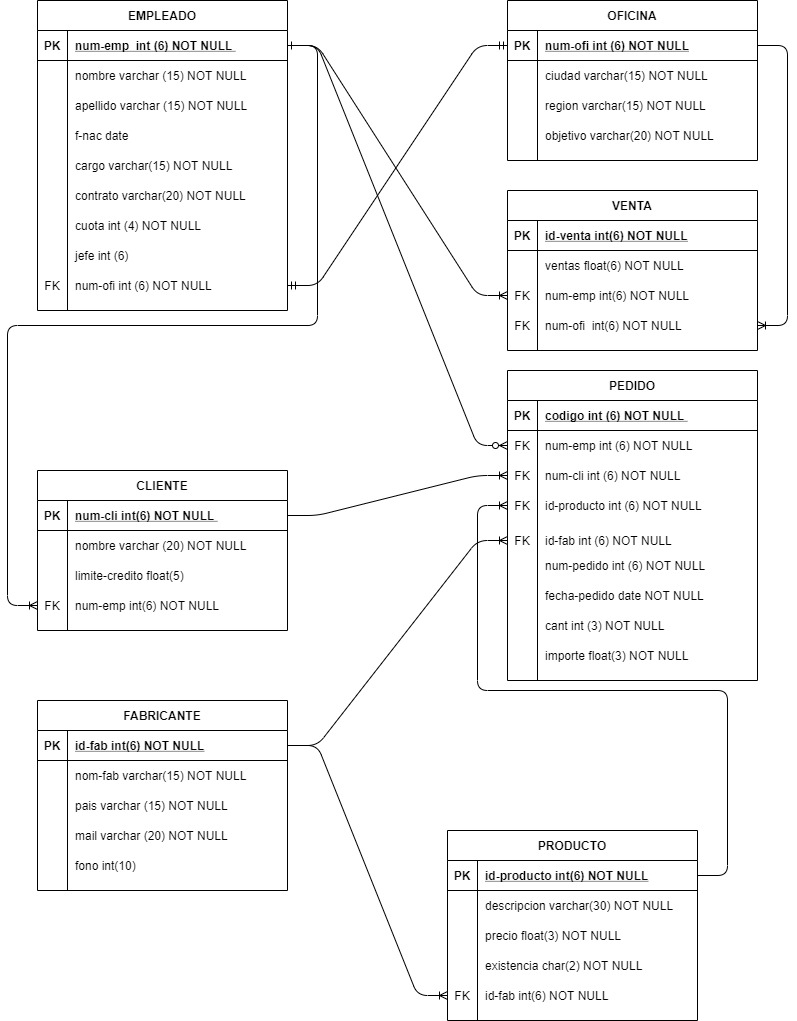 EMPLEADO
PK num-emp  int (6) NOT NULL
nombre varchar (15) NOT NULL
apellido varchar (15) NOT NULL
f-nac date
cargo varchar(15) NOT NULL
contrato varchar(20) NOT NULL
cuota int (4) NOT NULL
jefe int (6)
FK num-ofi int (6) NOT NULL
OFICINA
PK num-ofi int (6) NOT NULL
ciudad varchar(15) NOT NULL
region varchar(15) NOT NULL
objetivo varchar(20) NOT NULL
VENTA
PK id-venta int(6) NOT NULL
ventas float(6) NOT NULL
FK num-emp int(6) NOT NULL
FK num-ofi  int(6) NOT NULL
PEDIDO
PK codigo int (6) NOT NULL
FK num-emp int (6) NOT NULL
FK num-cli int (6) NOT NULL
FK id-producto int (6) NOT NULL
FK id-fab int (6) NOT NULL
num-pedido int (6) NOT NULL
fecha-pedido date NOT NULL
cant int (3) NOT NULL
importe float(3) NOT NULL
CLIENTE
PK num-cli int(6) NOT NULL
nombre varchar (20) NOT NULL
limite-credito float(5)
FK num-emp int(6) NOT NULL
FABRICANTE
PK id-fab int(6) NOT NULL
nom-fab varchar(15) NOT NULL
pais varchar (15) NOT NULL
mail varchar (20) NOT NULL
fono int(10)
PRODUCTO
PK id-producto int(6) NOT NULL
descripcion varchar(30) NOT NULL
precio float(3) NOT NULL
existencia char(2) NOT NULL
FK id-fab int(6) NOT NULL